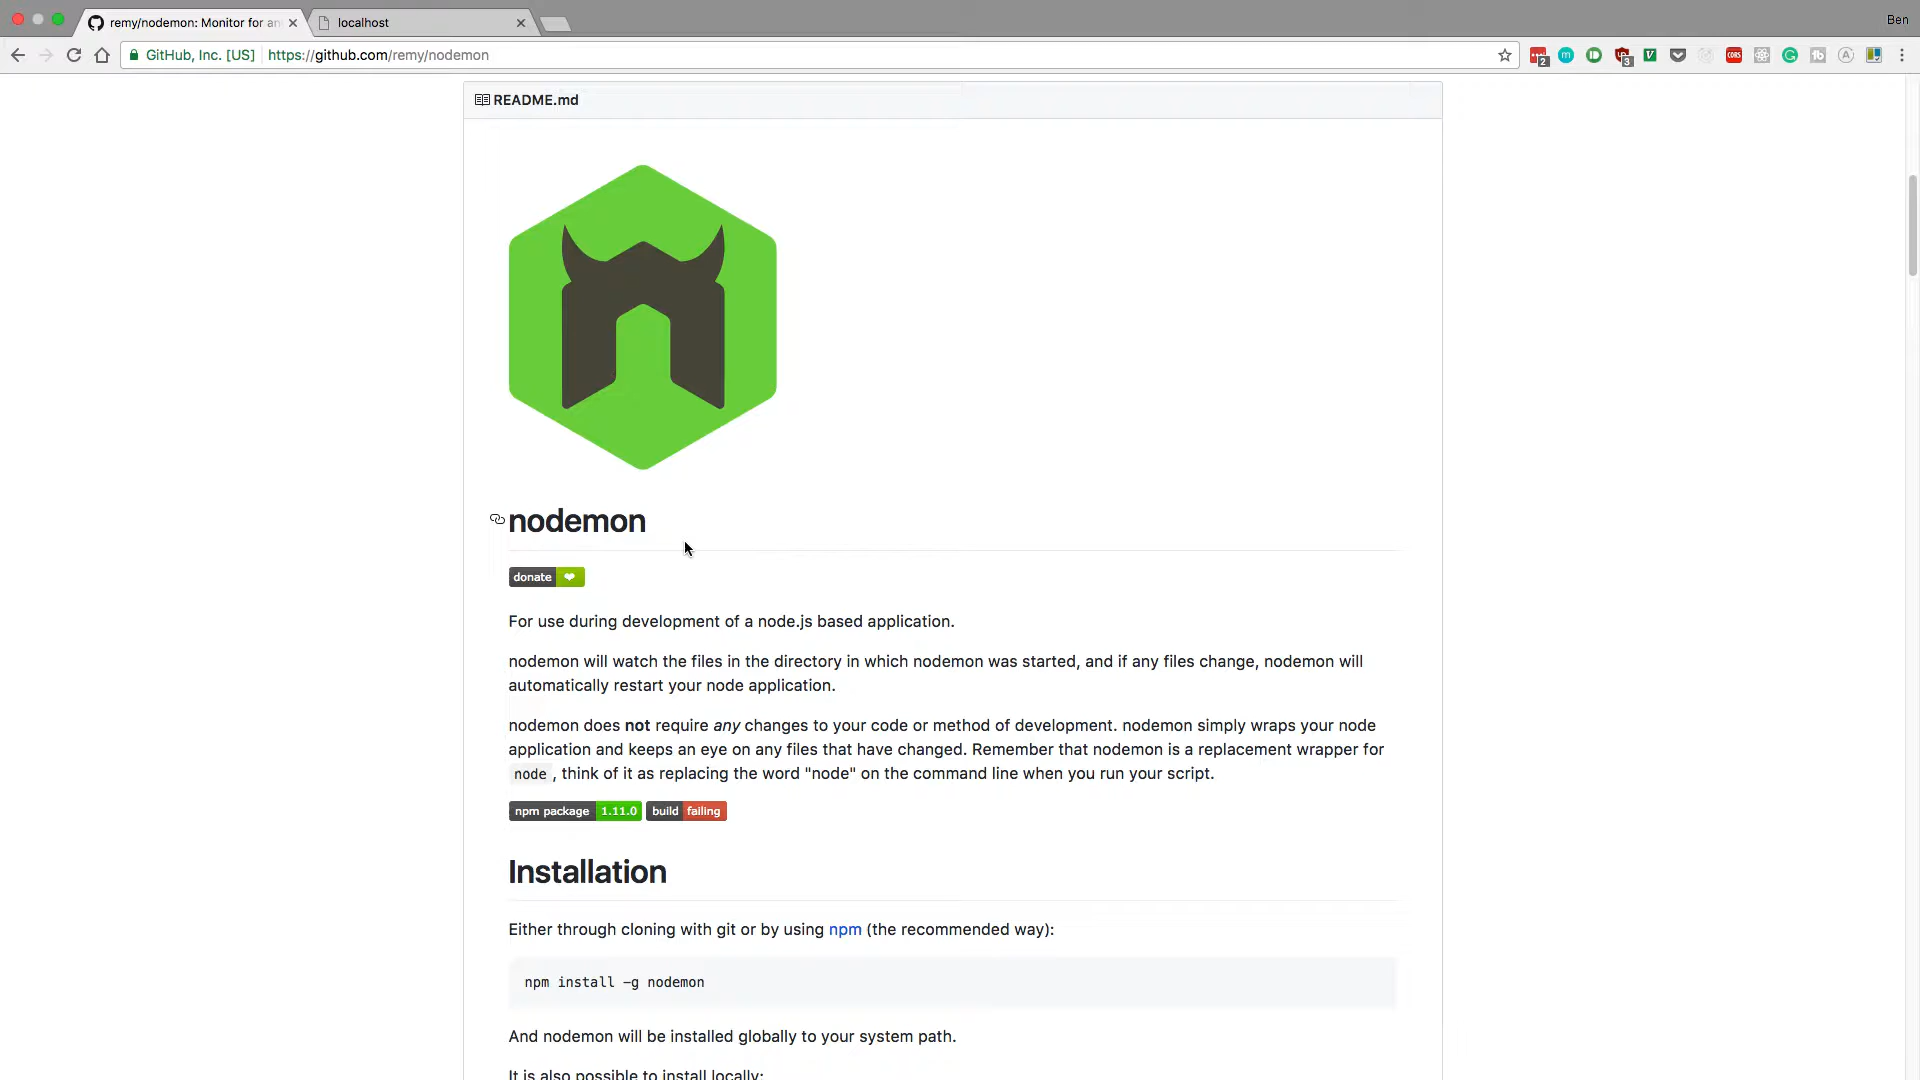 remy/nodemon: Monitor for an
localhost
Ben
GitHub, Inc. [US]
https://github.com/remy/nodemon
2
3
CORS
README.md
nodemon
donate
For use during development of a node.js based application.
nodemon will watch the files in the directory in which nodemon was started, and if any files change, nodemon will
automatically restart your node application.
nodemon does not require any changes to your code or method of development. nodemon simply wraps your node
application and keeps an eye on any files that have changed. Remember that nodemon is a replacement wrapper for
node , think of it as replacing the word "node" on the command line when you run your script.
npm package 1.11.0 build failing
Installation
Either through cloning with git or by using npm (the recommended way):
npm install -g nodemon
And nodemon will be installed globally to your system path.
It is also possible to install locally: